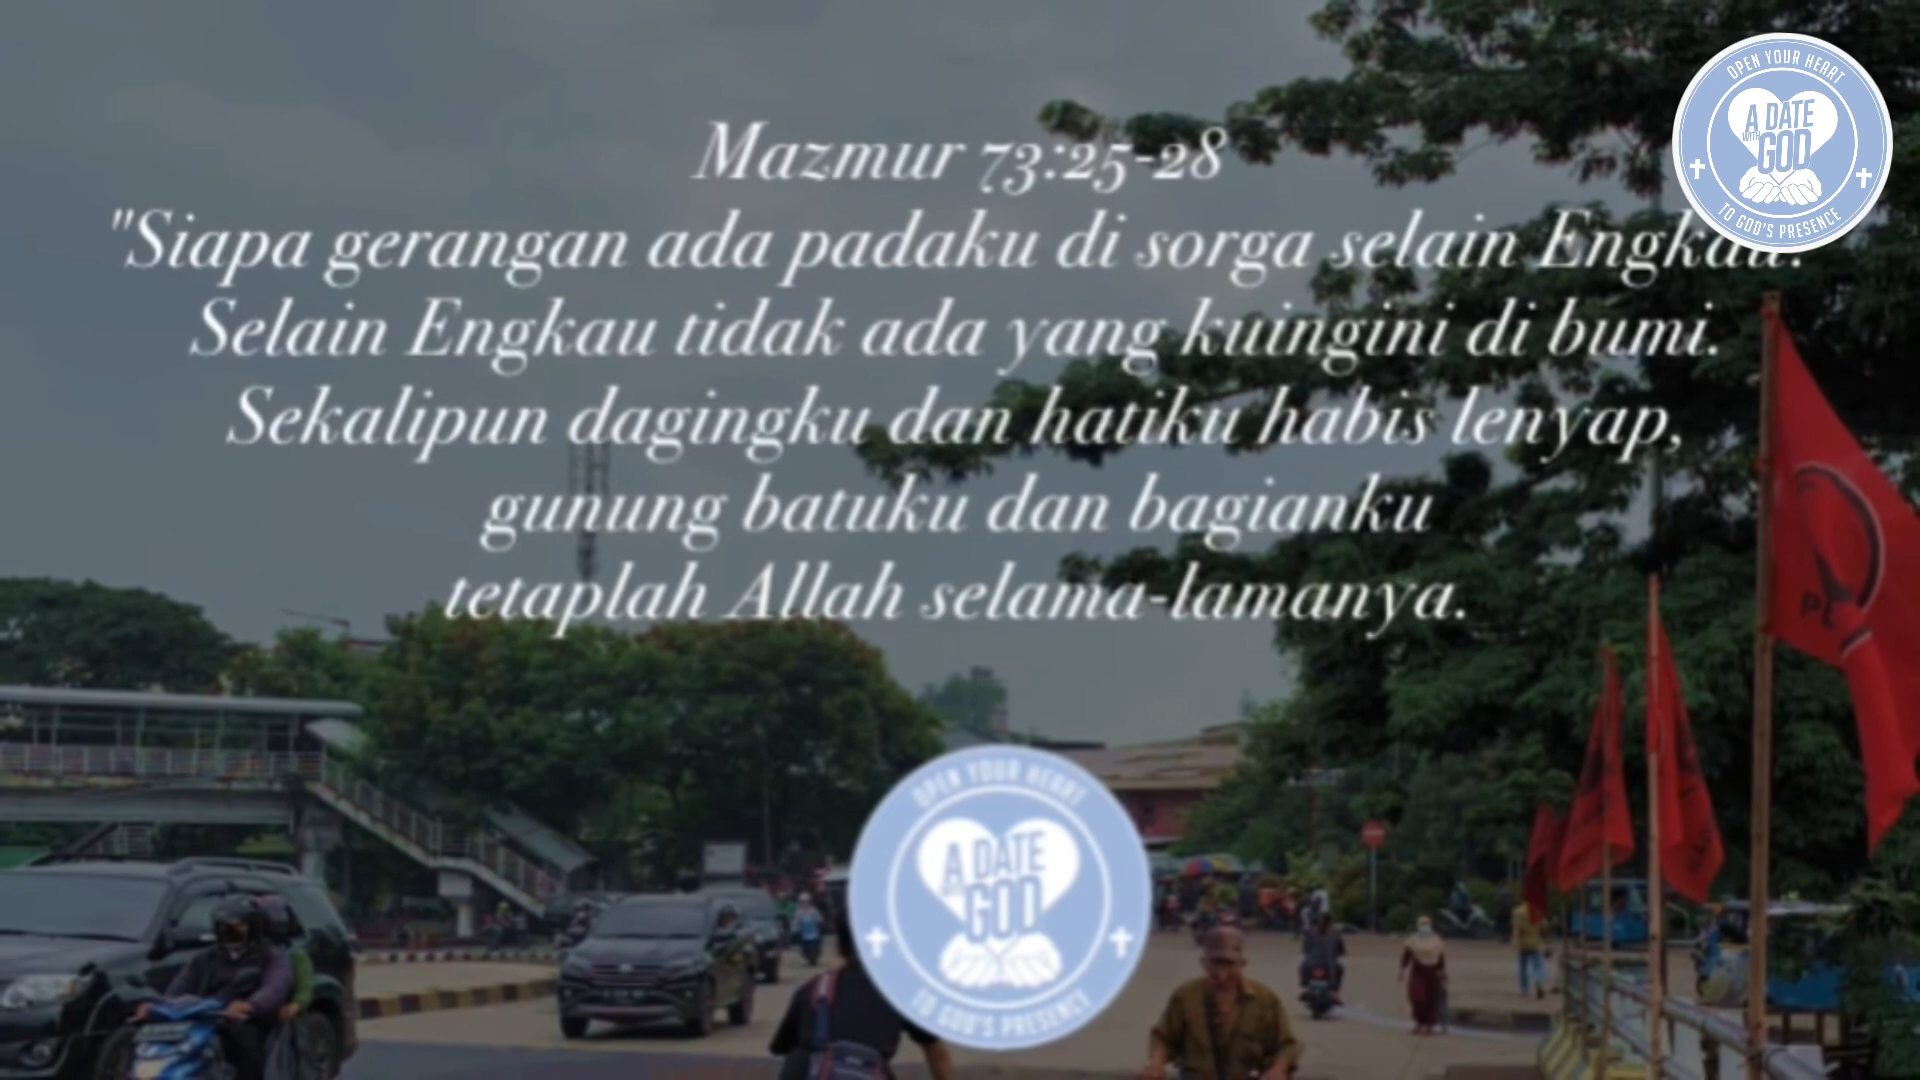 Mazmur 73:25-28
"Siapa gerangan ada padaku di sorga selain
Selain Engkau tidak ada yang kuingini di bumi.
Sekalipun dagingku dan hatiku habis lenyap,
gunung batuku dan bagianku
tetaplah Allah selama-lamanya.
OPEN YOUR HEART
A DATE
WITH
GOD
TO GOD'S PRESENCE
OPEN YOUR HEART
A DATE
GOD
TO GOD'S PRESENCE